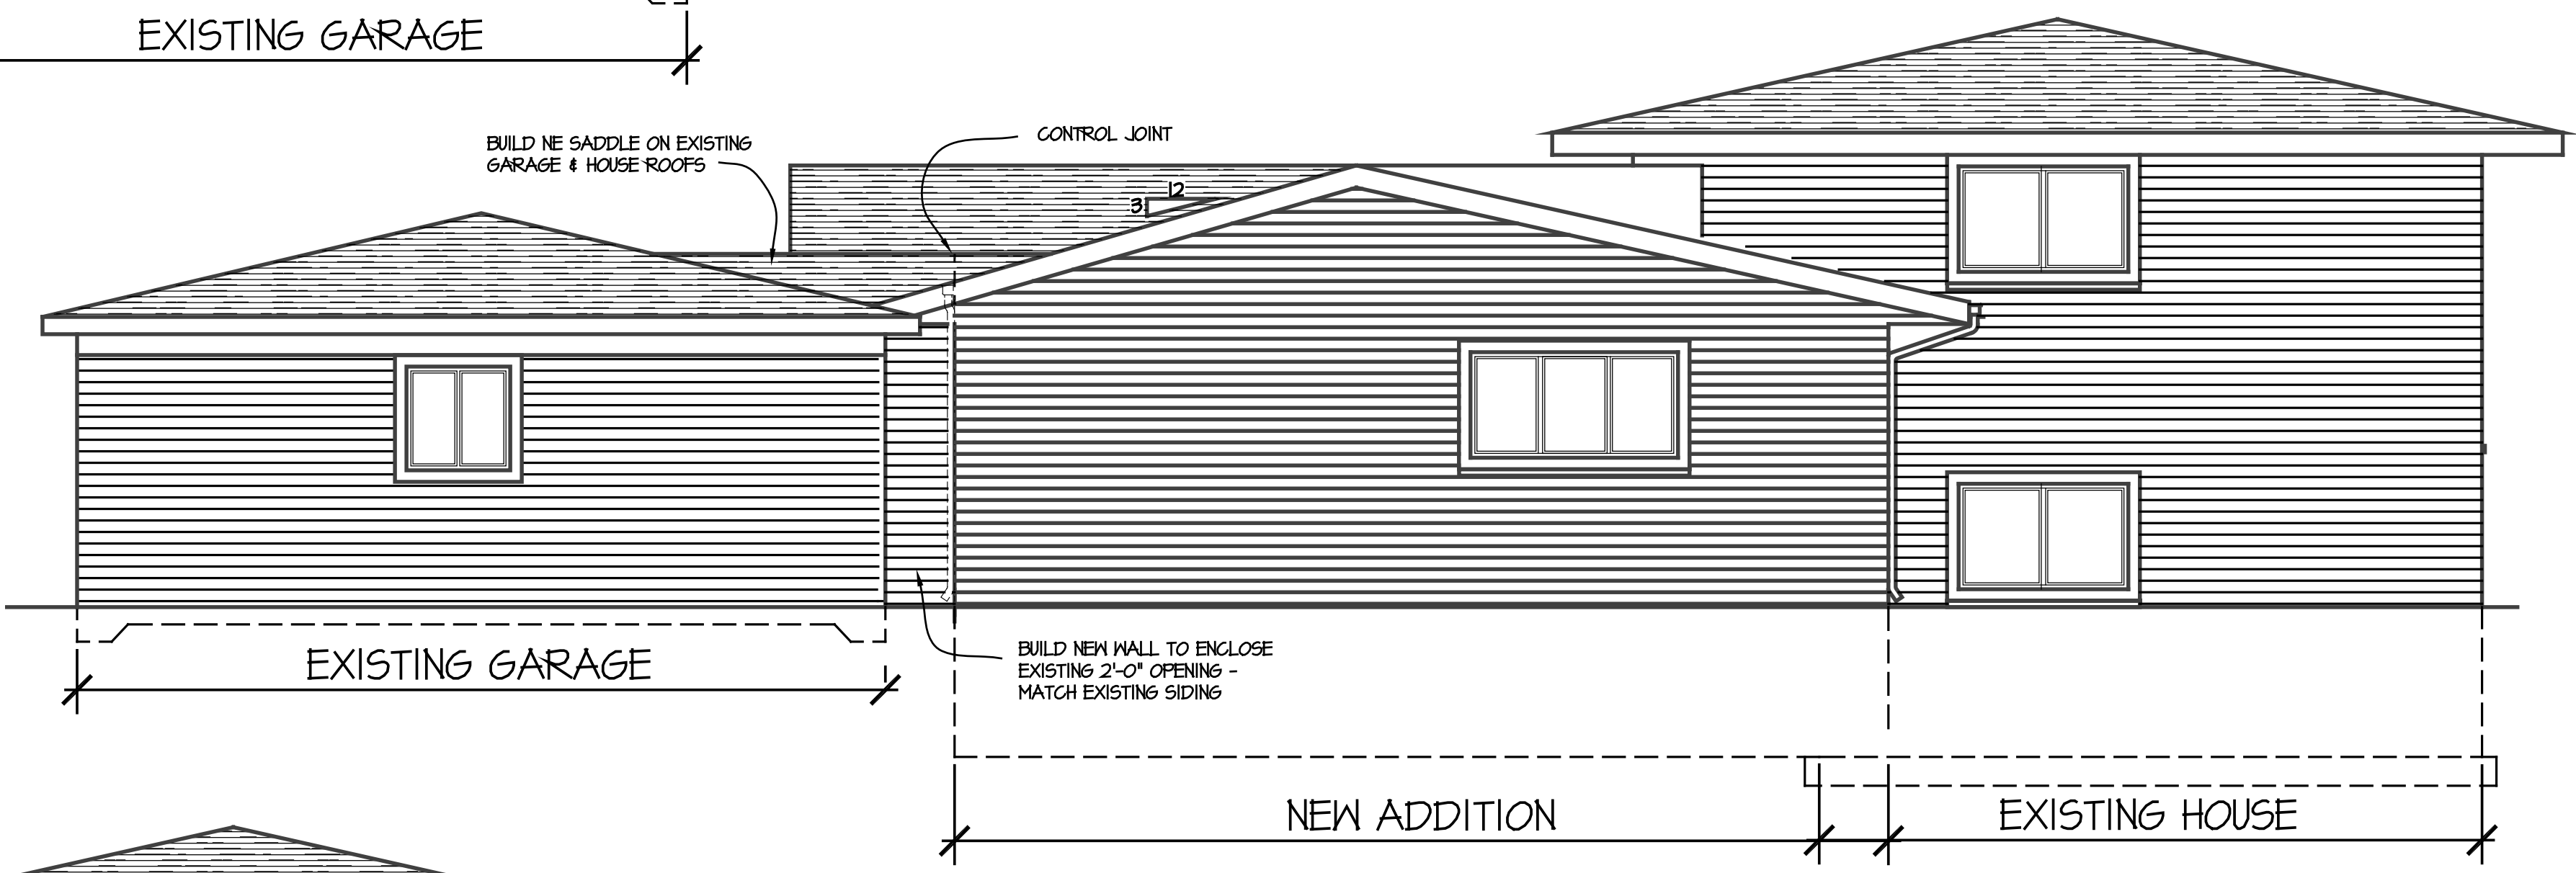 EXISTING GARAGE
BUILD NE SADDLE ON EXISTING
GARAGE & HOUSE ROOFS
CONTROL JOINT
12
3
EXISTING GARAGE
BUILD NEW WALL TO ENCLOSE
EXISTING 2'-0" OPENING -
MATCH EXISTING SIDING
NEW ADDITION
EXISTING HOUSE